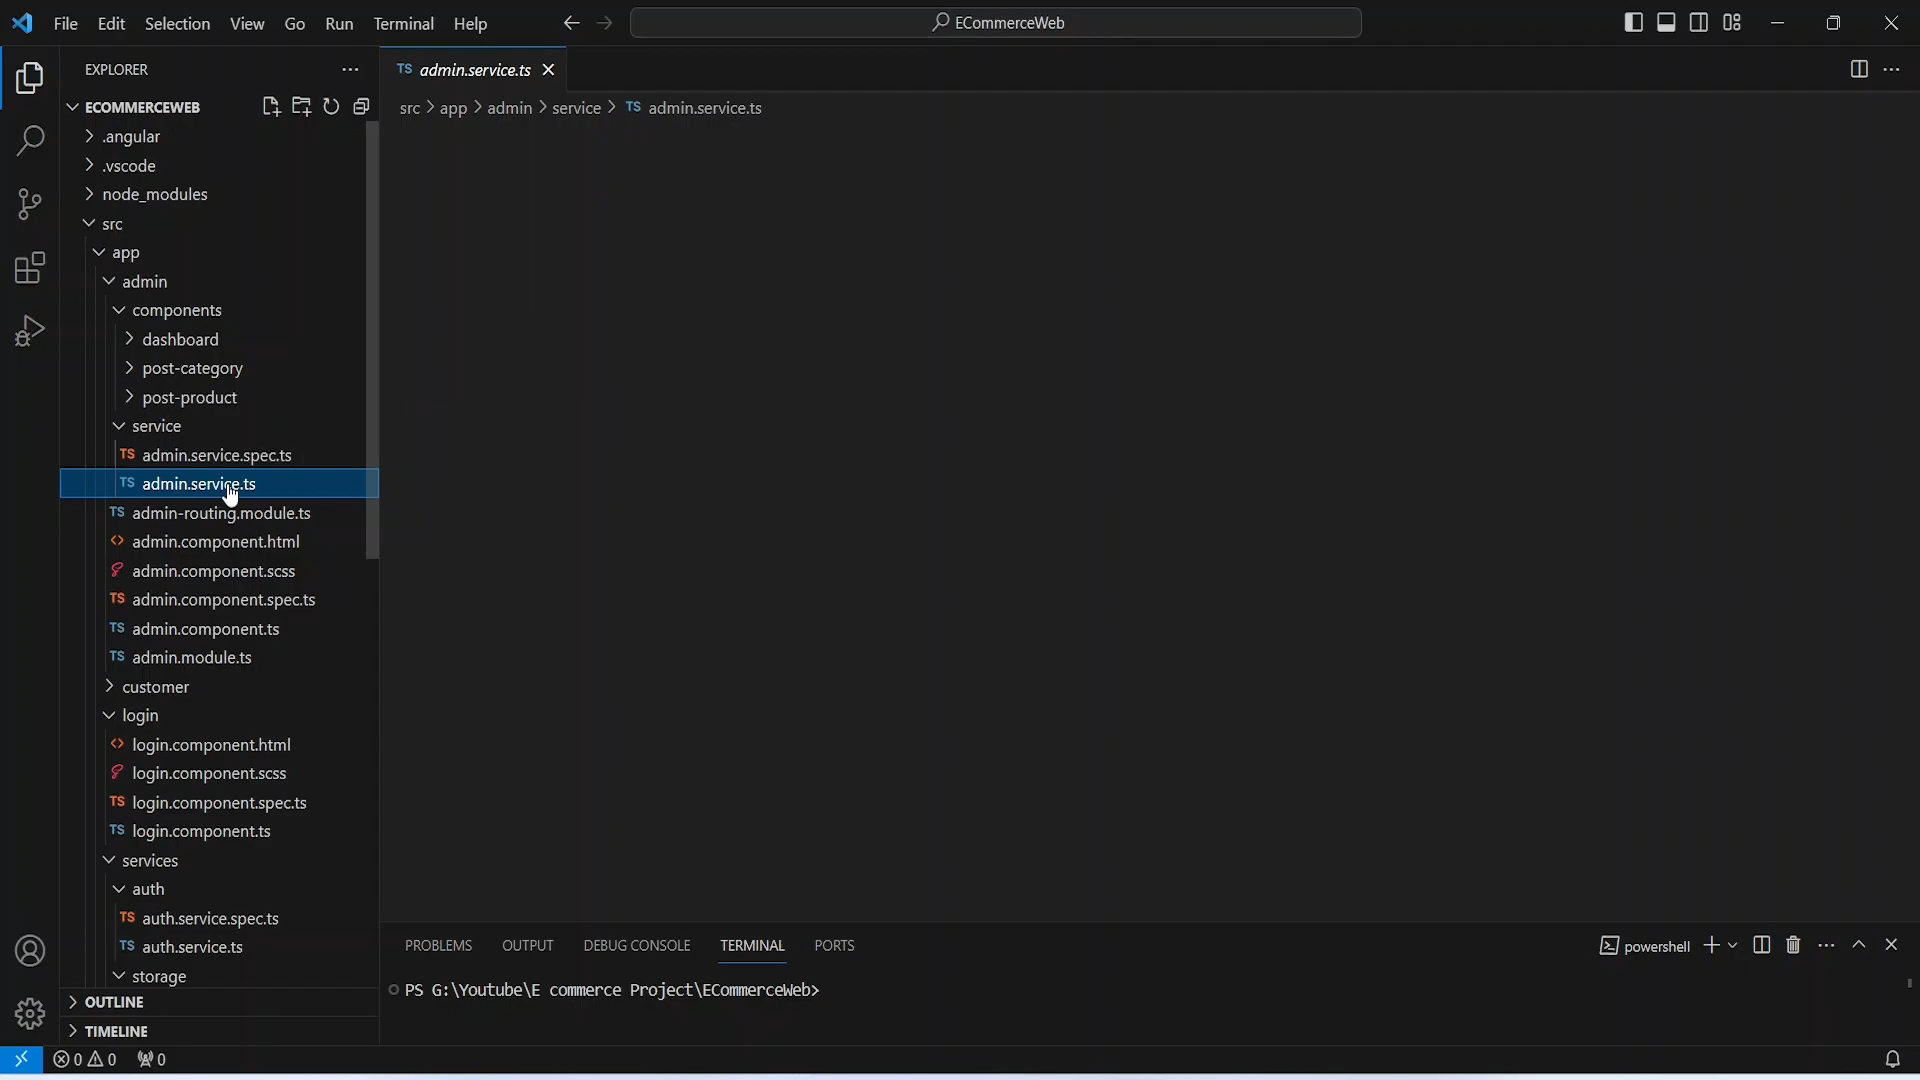 File Edit Selection View Go Run Terminal Help
ECommerceWeb
EXPLORER
TS admin.service.ts
ECOMMERCEWEB
src > app > admin > service > TS admin.service.ts
.angular
.vscode
node_modules
src
app
admin
components
dashboard
post-category
post-product
service
TS admin.service.spec.ts
TS admin.service.ts
TS admin-routing.module.ts
<> admin.component.html
admin.component.scss
TS admin.component.spec.ts
TS admin.component.ts
TS admin.module.ts
customer
login
<> login.component.html
login.component.scss
TS login.component.spec.ts
TS login.component.ts
services
auth
TS auth.service.spec.ts
TS auth.service.ts
storage
OUTLINE
TIMELINE
PROBLEMS OUTPUT DEBUG CONSOLE TERMINAL PORTS
powershell
PS G:\Youtube\E commerce Project\ECommerceWeb>
0 0 0